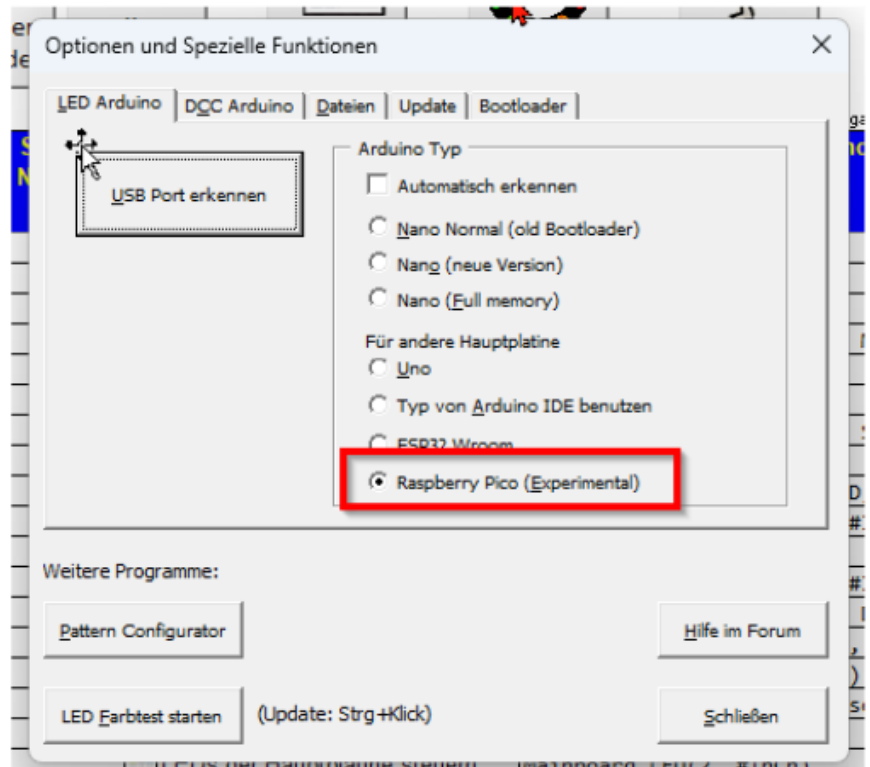 Optionen und Spezielle Funktionen
LED Arduino
DCC Arduino
Dateien
Update
Bootloader
USB Port erkennen
Arduino Typ
Automatisch erkennen
Nano Normal (old Bootloader)
Nano (neue Version)
Nano (Full memory)
Für andere Hauptplatine
Uno
Typ von Arduino IDE benutzen
ESP32 Wroom
Raspberry Pico (Experimental)
Weitere Programme:
Pattern Configurator
Hilfe im Forum
LED Farbtest starten
(Update: Strg+Klick)
Schließen